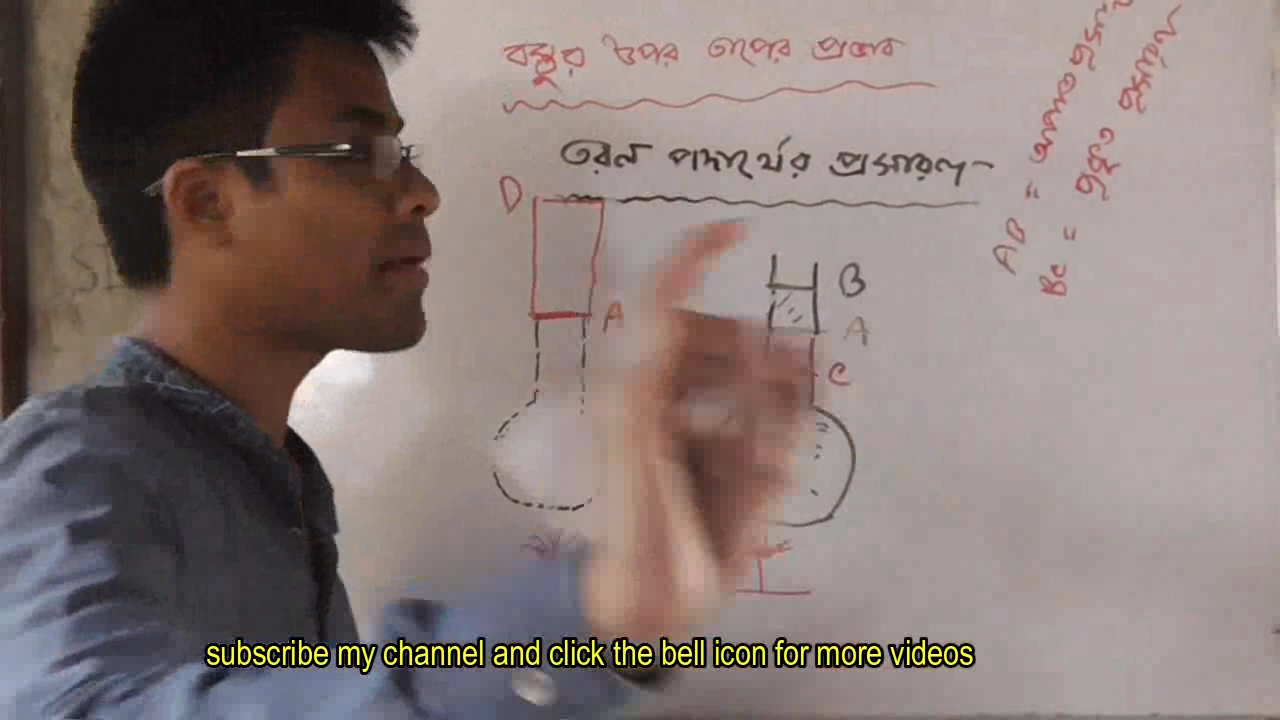 বস্তুর উপর তাপের প্রভাব
তরল পদার্থের প্রসারণ
D
A
B
A
C
AB = আপাত প্রসারণ
BC = প্রকৃত প্রসারণ
subscribe my channel and click the bell icon for more videos